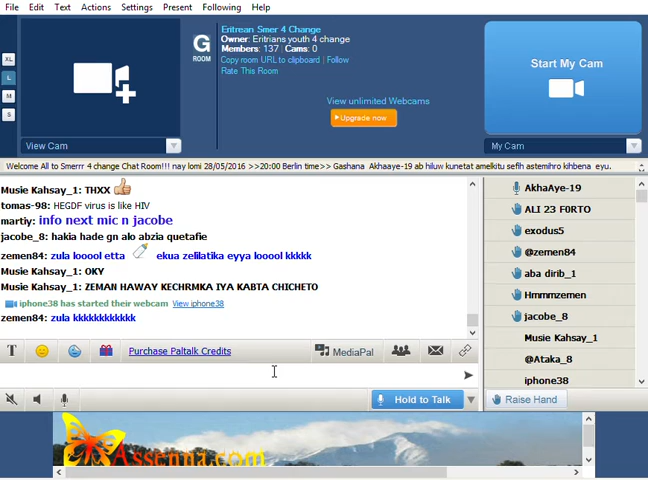 File Edit Text Actions Settings Present Following Help
XL
L
M
S
View Cam
G
ROOM
Eritrean Smer 4 Change
Owner: Eritrians youth 4 change
Members: 137 Cams: 0
Copy room URL to clipboard | Follow
Rate This Room
View unlimited Webcams
Upgrade now
Start My Cam
My Cam
Welcome All to Smerrr 4 change Chat Room!!! nay lomi 28/05/2016 >>20:00 Berlin time>> Gashana Akhaaye-19 ab hiluw kunetat amelkitu sefih astemihro kihbena eyu.
Musie Kahsay_1: THXX
tomas-98: HEGDF virus is like HIV
martiy: info next mic n jacobe
jacobe_8: hakia hade gn alo abzia quetafie
zemen84: zula looool etta ekua zelilatika eyya looool kkkkk
Musie Kahsay_1: OKY
Musie Kahsay_1: ZEMAN HAWAY KECHRMKA IYA KABTA CHICHETO
iphone38 has started their webcam View iphone38
zemen84: zula kkkkkkkkkkkk
AkhaAye-19
ALI 23 F0RTO
exodus5
@zemen84
aba dirib_1
Hmmmzemen
jacobe_8
Musie Kahsay_1
@Ataka_8
iphone38
T Purchase Paltalk Credits MediaPal
Hold to Talk
Raise Hand
Assenna.com